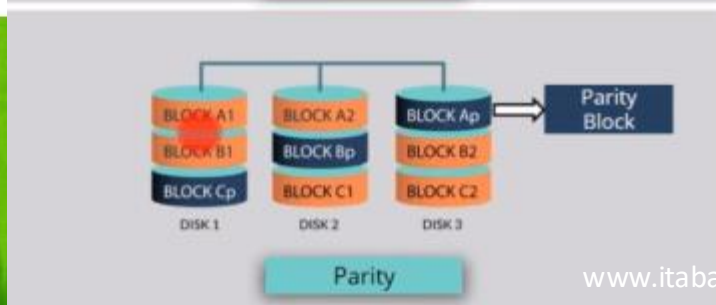 BLOCK A1
BLOCK B1
BLOCK Cp
DISK 1
BLOCK A2
BLOCK Bp
BLOCK C1
DISK 2
BLOCK Ap
BLOCK B2
BLOCK C2
DISK 3
Parity
Block
Parity
www.itaba